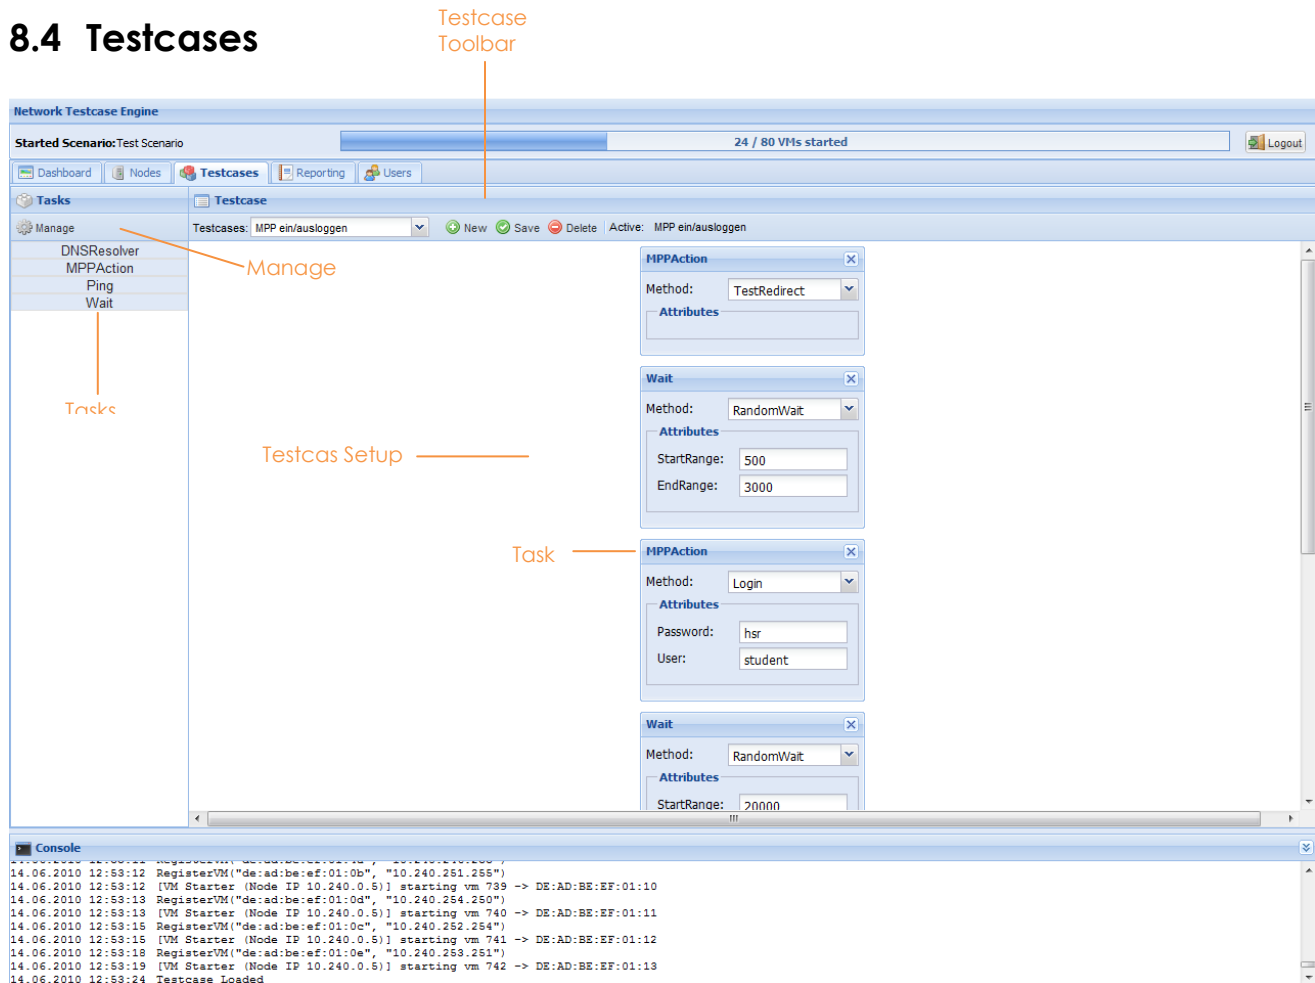 8.4 Testcases
Testcase
Toolbar
Network Testcase Engine
Started Scenario: Test Scenario
24 / 80 VMs started
Logout
Dashboard
Nodes
Testcases
Reporting
Users
Tasks
Testcase
Manage
Testcases: MPP ein/ausloggen
New
Save
Delete
Active: MPP ein/ausloggen
DNSResolver
MPPAction
Ping
Wait
Manage
Tasks
Testcas Setup
Task
MPPAction
Method: TestRedirect
Attributes
Wait
Method: RandomWait
Attributes
StartRange: 500
EndRange: 3000
MPPAction
Method: Login
Attributes
Password: hsr
User: student
Wait
Method: RandomWait
Attributes
StartRange: 20000
Console
14.06.2010 12:53:12 RegisterVM("de:ad:be:ef:01:0b", "10.240.251.255")
14.06.2010 12:53:12 [VM Starter (Node IP 10.240.0.5)] starting vm 739 -> DE:AD:BE:EF:01:10
14.06.2010 12:53:13 RegisterVM("de:ad:be:ef:01:0d", "10.240.254.250")
14.06.2010 12:53:13 [VM Starter (Node IP 10.240.0.5)] starting vm 740 -> DE:AD:BE:EF:01:11
14.06.2010 12:53:15 RegisterVM("de:ad:be:ef:01:0c", "10.240.252.254")
14.06.2010 12:53:15 [VM Starter (Node IP 10.240.0.5)] starting vm 741 -> DE:AD:BE:EF:01:12
14.06.2010 12:53:18 RegisterVM("de:ad:be:ef:01:0e", "10.240.253.251")
14.06.2010 12:53:19 [VM Starter (Node IP 10.240.0.5)] starting vm 742 -> DE:AD:BE:EF:01:13
14.06.2010 12:53:24 Testcase Loaded